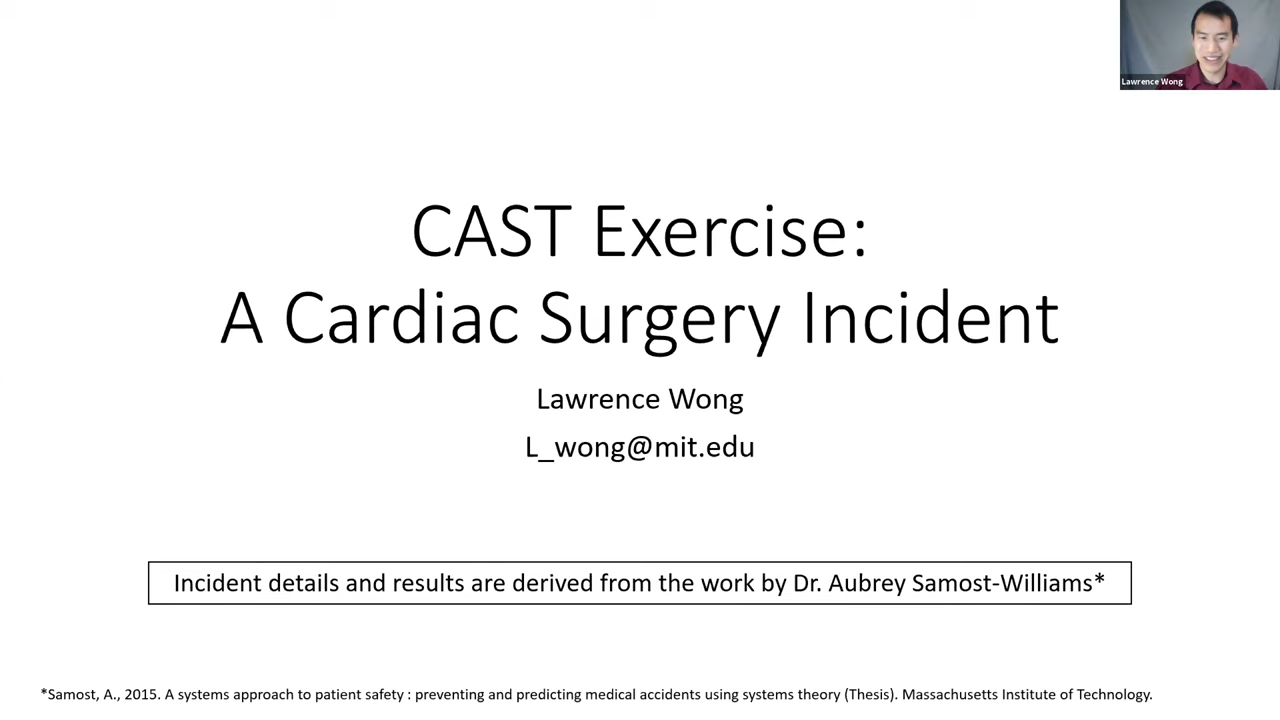 Lawrence Wong
CAST Exercise:
A Cardiac Surgery Incident
Lawrence Wong
L_wong@mit.edu
Incident details and results are derived from the work by Dr. Aubrey Samost-Williams*
*Samost, A., 2015. A systems approach to patient safety : preventing and predicting medical accidents using systems theory (Thesis). Massachusetts Institute of Technology.